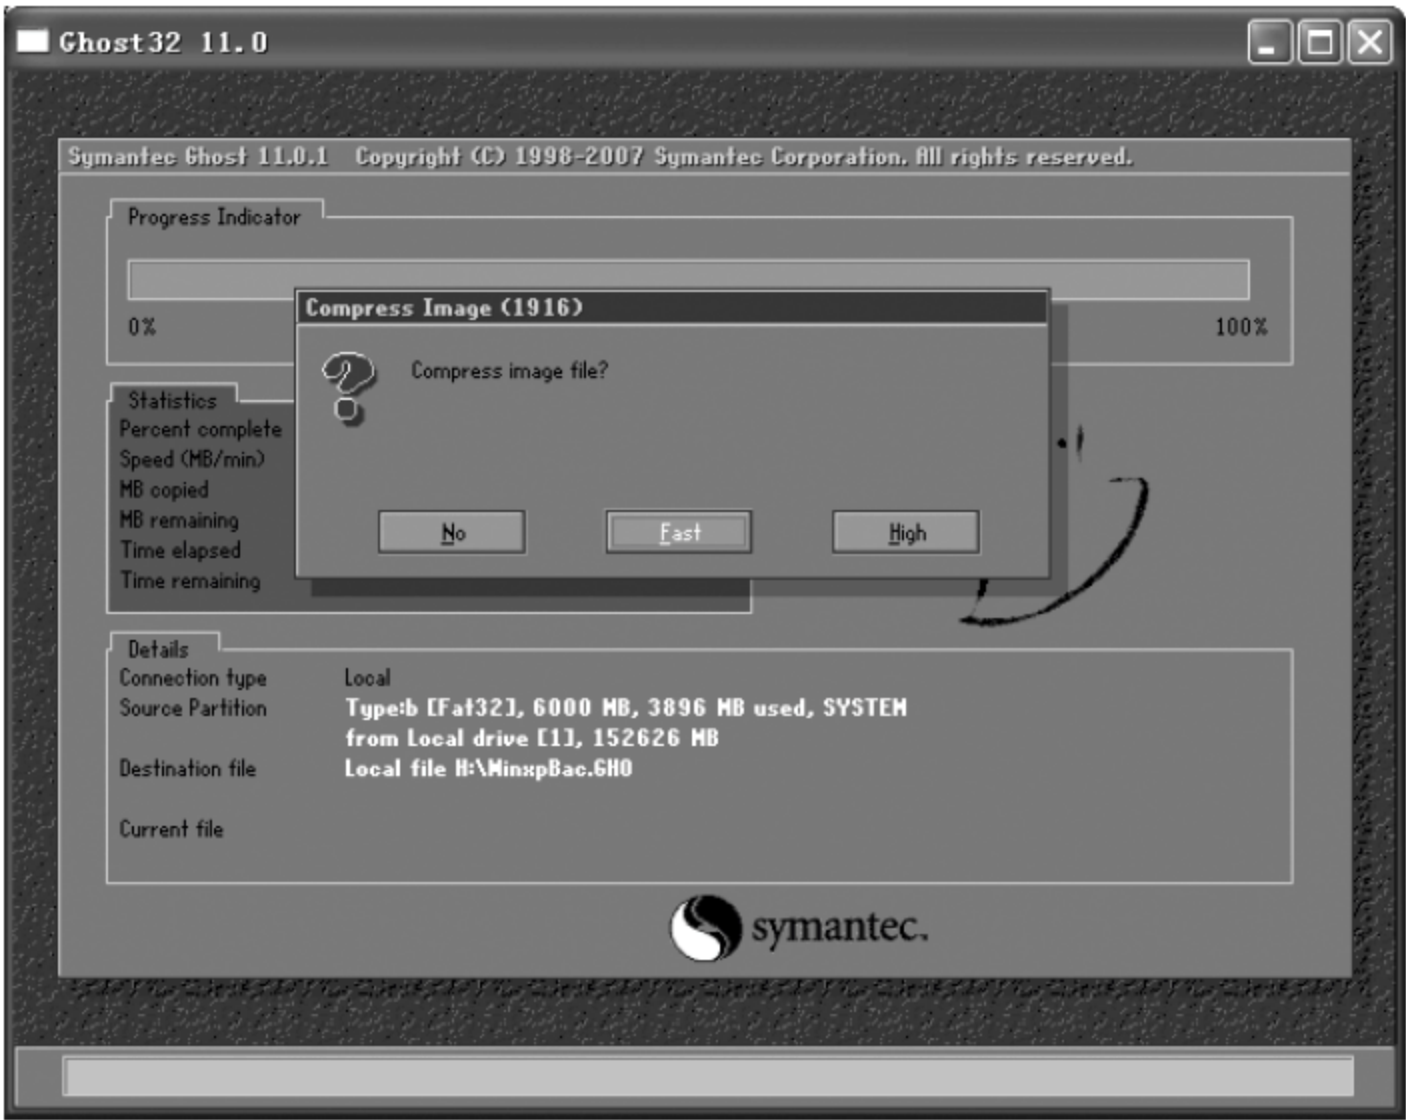 Ghost32 11.0
Symantec Ghost 11.0.1 Copyright (C) 1998-2007 Symantec Corporation. All rights reserved.
Progress Indicator
0%
100%
Compress Image (1916)
Compress image file?
No
Fast
High
Statistics
Percent complete
Speed (MB/min)
MB copied
MB remaining
Time elapsed
Time remaining
Details
Connection type Local
Source Partition Type:b [Fat32], 6000 MB, 3896 MB used, SYSTEM
from Local drive [1], 152626 MB
Destination file Local file H:\WinxpBac.GHO
Current file
symantec.